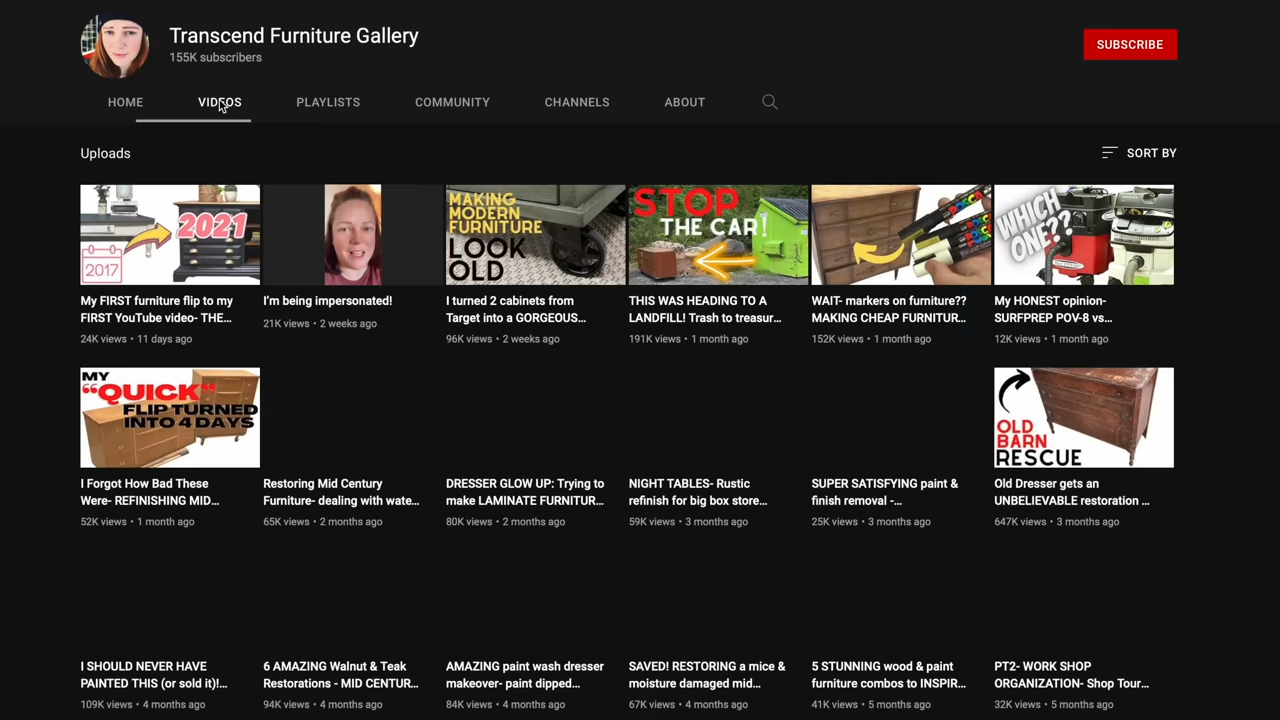 Transcend Furniture Gallery
155K subscribers
SUBSCRIBE
HOME
VIDEOS
PLAYLISTS
COMMUNITY
CHANNELS
ABOUT
Uploads
SORT BY
2021
2017
MAKING
MODERN
FURNITURE
LOOK
OLD
STOP
THE CAR!
POSCA
POSCA
WHICH
ONE??
My FIRST furniture flip to my
FIRST YouTube video- THE...
24K views • 11 days ago
I'm being impersonated!
21K views • 2 weeks ago
I turned 2 cabinets from
Target into a GORGEOUS...
96K views • 2 weeks ago
THIS WAS HEADING TO A
LANDFILL! Trash to treasur...
191K views • 1 month ago
WAIT- markers on furniture??
MAKING CHEAP FURNITUR...
152K views • 1 month ago
My HONEST opinion-
SURFPREP POV-8 vs...
12K views • 1 month ago
MY
"QUICK"
FLIP TURNED
INTO 4 DAYS
OLD
BARN
RESCUE
I Forgot How Bad These
Were- REFINISHING MID...
52K views • 1 month ago
Restoring Mid Century
Furniture- dealing with wate...
65K views • 2 months ago
DRESSER GLOW UP: Trying to
make LAMINATE FURNITUR...
80K views • 2 months ago
NIGHT TABLES- Rustic
refinish for big box store...
59K views • 3 months ago
SUPER SATISFYING paint &
finish removal -...
25K views • 3 months ago
Old Dresser gets an
UNBELIEVABLE restoration ...
647K views • 3 months ago
I SHOULD NEVER HAVE
PAINTED THIS (or sold it)!...
109K views • 4 months ago
6 AMAZING Walnut & Teak
Restorations - MID CENTUR...
94K views • 4 months ago
AMAZING paint wash dresser
makeover- paint dipped...
84K views • 4 months ago
SAVED! RESTORING a mice &
moisture damaged mid...
67K views • 4 months ago
5 STUNNING wood & paint
furniture combos to INSPIR...
41K views • 5 months ago
PT2- WORK SHOP
ORGANIZATION- Shop Tour...
32K views • 5 months ago